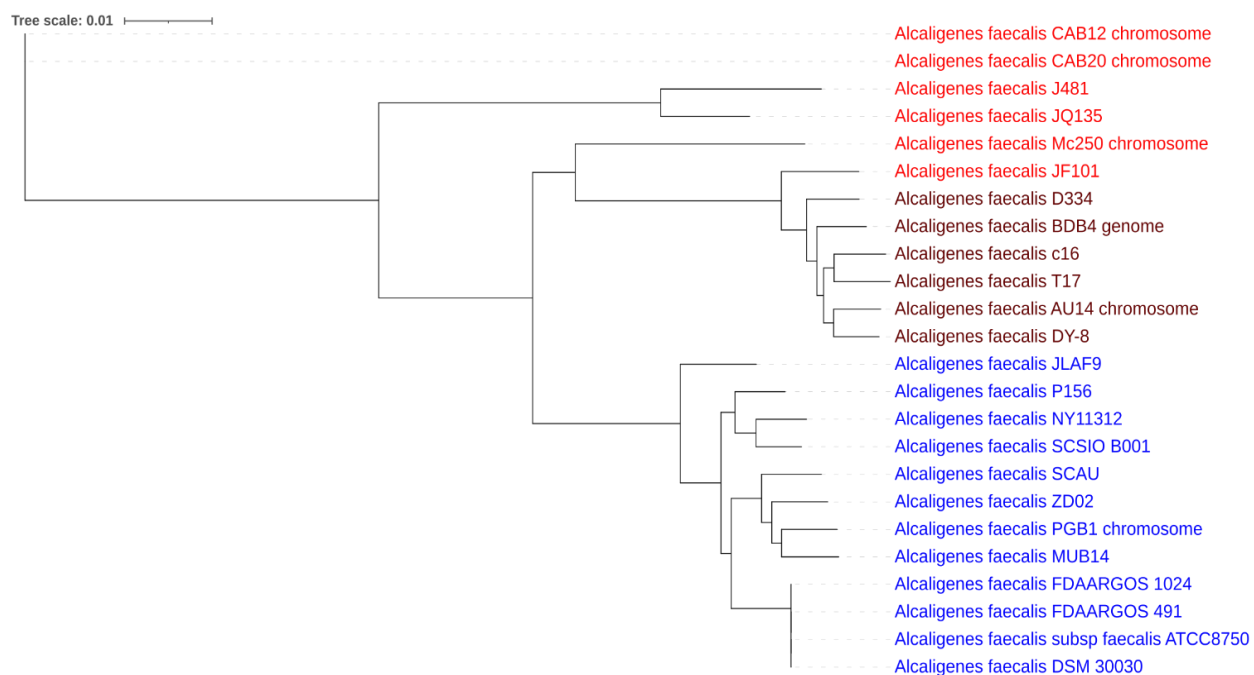 Tree scale: 0.01
Alcaligenes faecalis CAB12 chromosome
Alcaligenes faecalis CAB20 chromosome
Alcaligenes faecalis J481
Alcaligenes faecalis JQ135
Alcaligenes faecalis Mc250 chromosome
Alcaligenes faecalis JF101
Alcaligenes faecalis D334
Alcaligenes faecalis BDB4 genome
Alcaligenes faecalis c16
Alcaligenes faecalis T17
Alcaligenes faecalis AU14 chromosome
Alcaligenes faecalis DY-8
Alcaligenes faecalis JLAF9
Alcaligenes faecalis P156
Alcaligenes faecalis NY11312
Alcaligenes faecalis SCSIO B001
Alcaligenes faecalis SCAU
Alcaligenes faecalis ZD02
Alcaligenes faecalis PGB1 chromosome
Alcaligenes faecalis MUB14
Alcaligenes faecalis FDAARGOS 1024
Alcaligenes faecalis FDAARGOS 491
Alcaligenes faecalis subsp faecalis ATCC8750
Alcaligenes faecalis DSM 30030